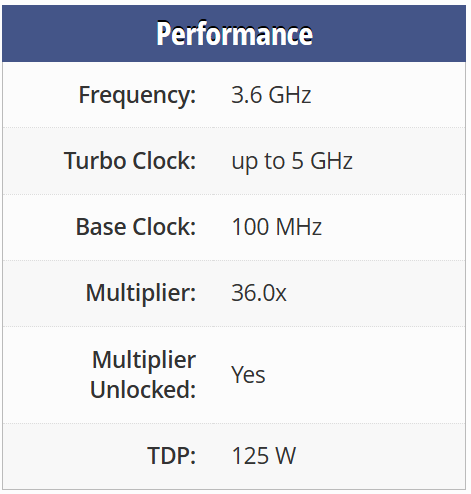 Performance
Frequency: 3.6 GHz
Turbo Clock: up to 5 GHz
Base Clock: 100 MHz
Multiplier: 36.0x
Multiplier
Unlocked: Yes
TDP: 125 W